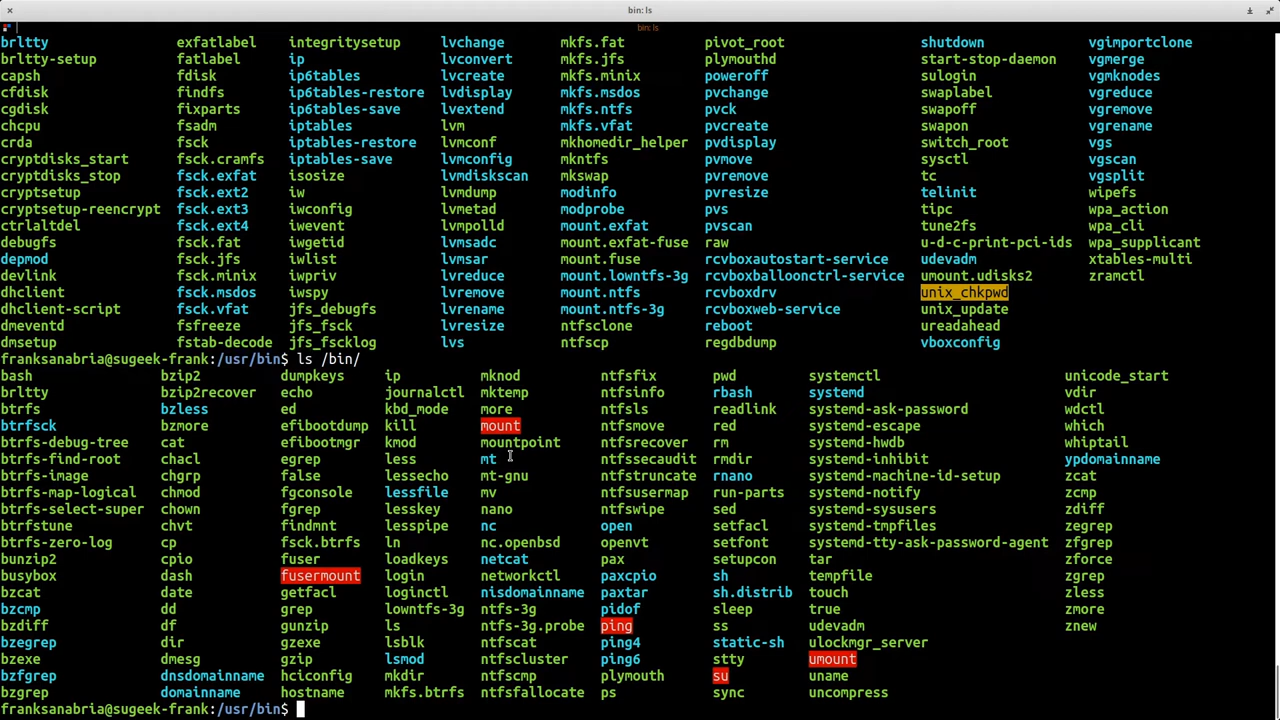 bin: ls
bin: ls
brltty exfatlabel integritysetup lvchange mkfs.fat pivot_root shutdown vgimportclone
brltty-setup fatlabel ip lvconvert mkfs.jfs plymouthd start-stop-daemon vgmerge
capsh fdisk ip6tables lvcreate mkfs.minix poweroff sulogin vgmknodes
cfdisk findfs ip6tables-restore lvdisplay mkfs.msdos pvchange swaplabel vgreduce
cgdisk fixparts ip6tables-save lvextend mkfs.ntfs pvck swapoff vgremove
chcpu fsadm iptables lvm mkfs.vfat pvcreate swapon vgrename
crda fsck iptables-restore lvmconf mkhomedir_helper pvdisplay switch_root vgs
cryptdisks_start fsck.cramfs iptables-save lvmconfig mkntfs pvmove sysctl vgscan
cryptdisks_stop fsck.exfat isosize lvmdiskscan mkswap pvremove tc vgsplit
cryptsetup fsck.ext2 iw lvmdump modinfo pvresize telinit wipefs
cryptsetup-reencrypt fsck.ext3 iwconfig lvmetad modprobe pvs tipc wpa_action
ctrlaltdel fsck.ext4 iwevent lvmpolld mount.exfat pvscan tune2fs wpa_cli
debugfs fsck.fat iwgetid lvmsadc mount.exfat-fuse raw u-d-c-print-pci-ids wpa_supplicant
depmod fsck.jfs iwlist lvmsar mount.fuse rcvboxautostart-service udevadm xtables-multi
devlink fsck.minix iwpriv lvreduce mount.lowntfs-3g rcvboxballoonctrl-service umount.udisks2 zramctl
dhclient fsck.msdos iwspy lvremove mount.ntfs rcvboxdrv unix_chkpwd
dhclient-script fsck.vfat jfs_debugfs lvrename mount.ntfs-3g rcvboxweb-service unix_update
dmeventd fsfreeze jfs_fsck lvresize ntfsclone reboot ureadahead
dmsetup fstab-decode jfs_fscklog lvs ntfscp regdbdump vboxconfig
franksanabria@sugeek-frank:/usr/bin$ ls /bin/
bash bzip2 dumpkeys ip mknod ntfsfix pwd systemctl unicode_start
brltty bzip2recover echo journalctl mktemp ntfsinfo rbash systemd vdir
btrfs bzless ed kbd_mode more ntfsls readlink systemd-ask-password wdctl
btrfsck bzmore efibootdump kill mount ntfsmove red systemd-escape which
btrfs-debug-tree cat efibootmgr kmod mountpoint ntfsrecover rm systemd-hwdb whiptail
btrfs-find-root chacl egrep less mt ntfssecaudit rmdir systemd-inhibit ypdomainname
btrfs-image chgrp false lessecho mt-gnu ntfstruncate rnano systemd-machine-id-setup zcat
btrfs-map-logical chmod fgconsole lessfile mv ntfsusermap run-parts systemd-notify zcmp
btrfs-select-super chown fgrep lesskey nano ntfswipe sed systemd-sysusers zdiff
btrfstune chvt findmnt lesspipe nc open setfacl systemd-tmpfiles zegrep
btrfs-zero-log cp fsck.btrfs ln nc.openbsd openvt setfont systemd-tty-ask-password-agent zfgrep
bunzip2 cpio fuser loadkeys netcat pax setupcon tar zforce
busybox dash fusermount login networkctl paxcpio sh tempfile zgrep
bzcat date getfacl loginctl nisdomainname paxtar sh.distrib touch zless
bzcmp dd grep lowntfs-3g ntfs-3g pidof sleep true zmore
bzdiff df gunzip ls ntfs-3g.probe ping ss udevadm znew
bzegrep dir gzexe lsblk ntfscat ping4 static-sh ulockmgr_server
bzexe dmesg gzip lsmod ntfscluster ping6 stty umount
bzfgrep dnsdomainname hciconfig mkdir ntfscmp plymouth su uname
bzgrep domainname hostname mkfs.btrfs ntfsfallocate ps sync uncompress
franksanabria@sugeek-frank:/usr/bin$